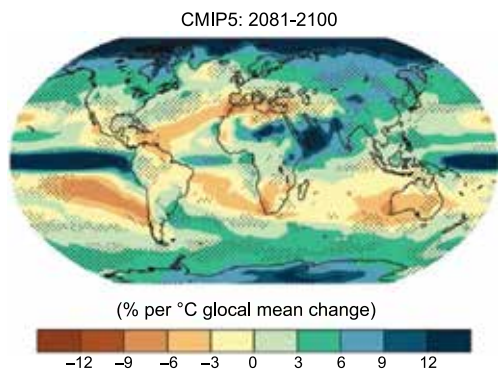 CMIP5: 2081-2100
(% per °C glocal mean change)
–12 –9 –6 –3 0 3 6 9 12